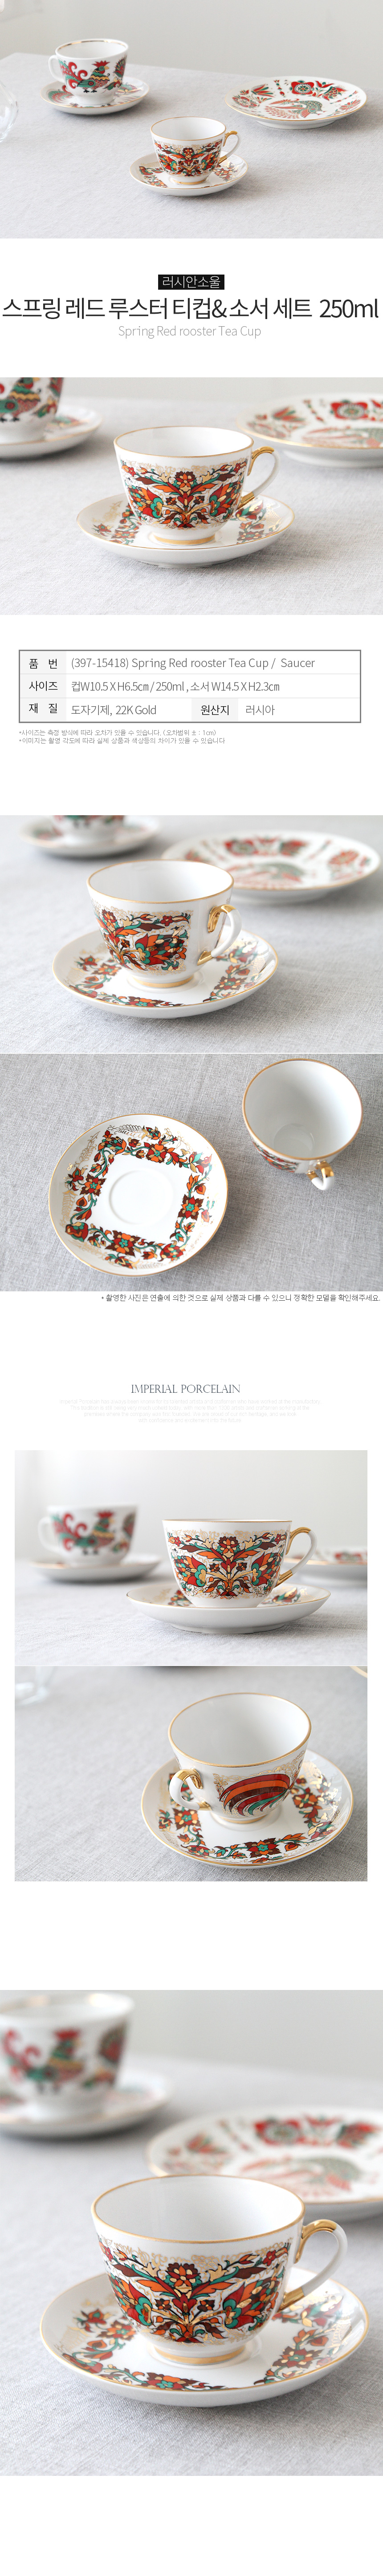 러시안소울
스프링 레드 루스터 티컵&소서 세트 250ml
Spring Red rooster Tea Cup
품 번 (397-15418) Spring Red rooster Tea Cup / Saucer
사이즈 컵W10.5 X H6.5㎝ / 250ml , 소서 W14.5 X H2.3㎝
재 질 도자기제, 22K Gold 원산지 러시아
*사이즈는 측정 방식에 따라 오차가 있을 수 있습니다. (오차범위 ± : 1cm)
*이미지는 촬영 각도에 따라 실제 상품과 색상등의 차이가 있을 수 있습니다
* 촬영한 사진은 연출에 의한 것으로 실제 상품과 다를 수 있으니 정확한 모델을 확인해주세요.
IMPERIAL PORCELAIN